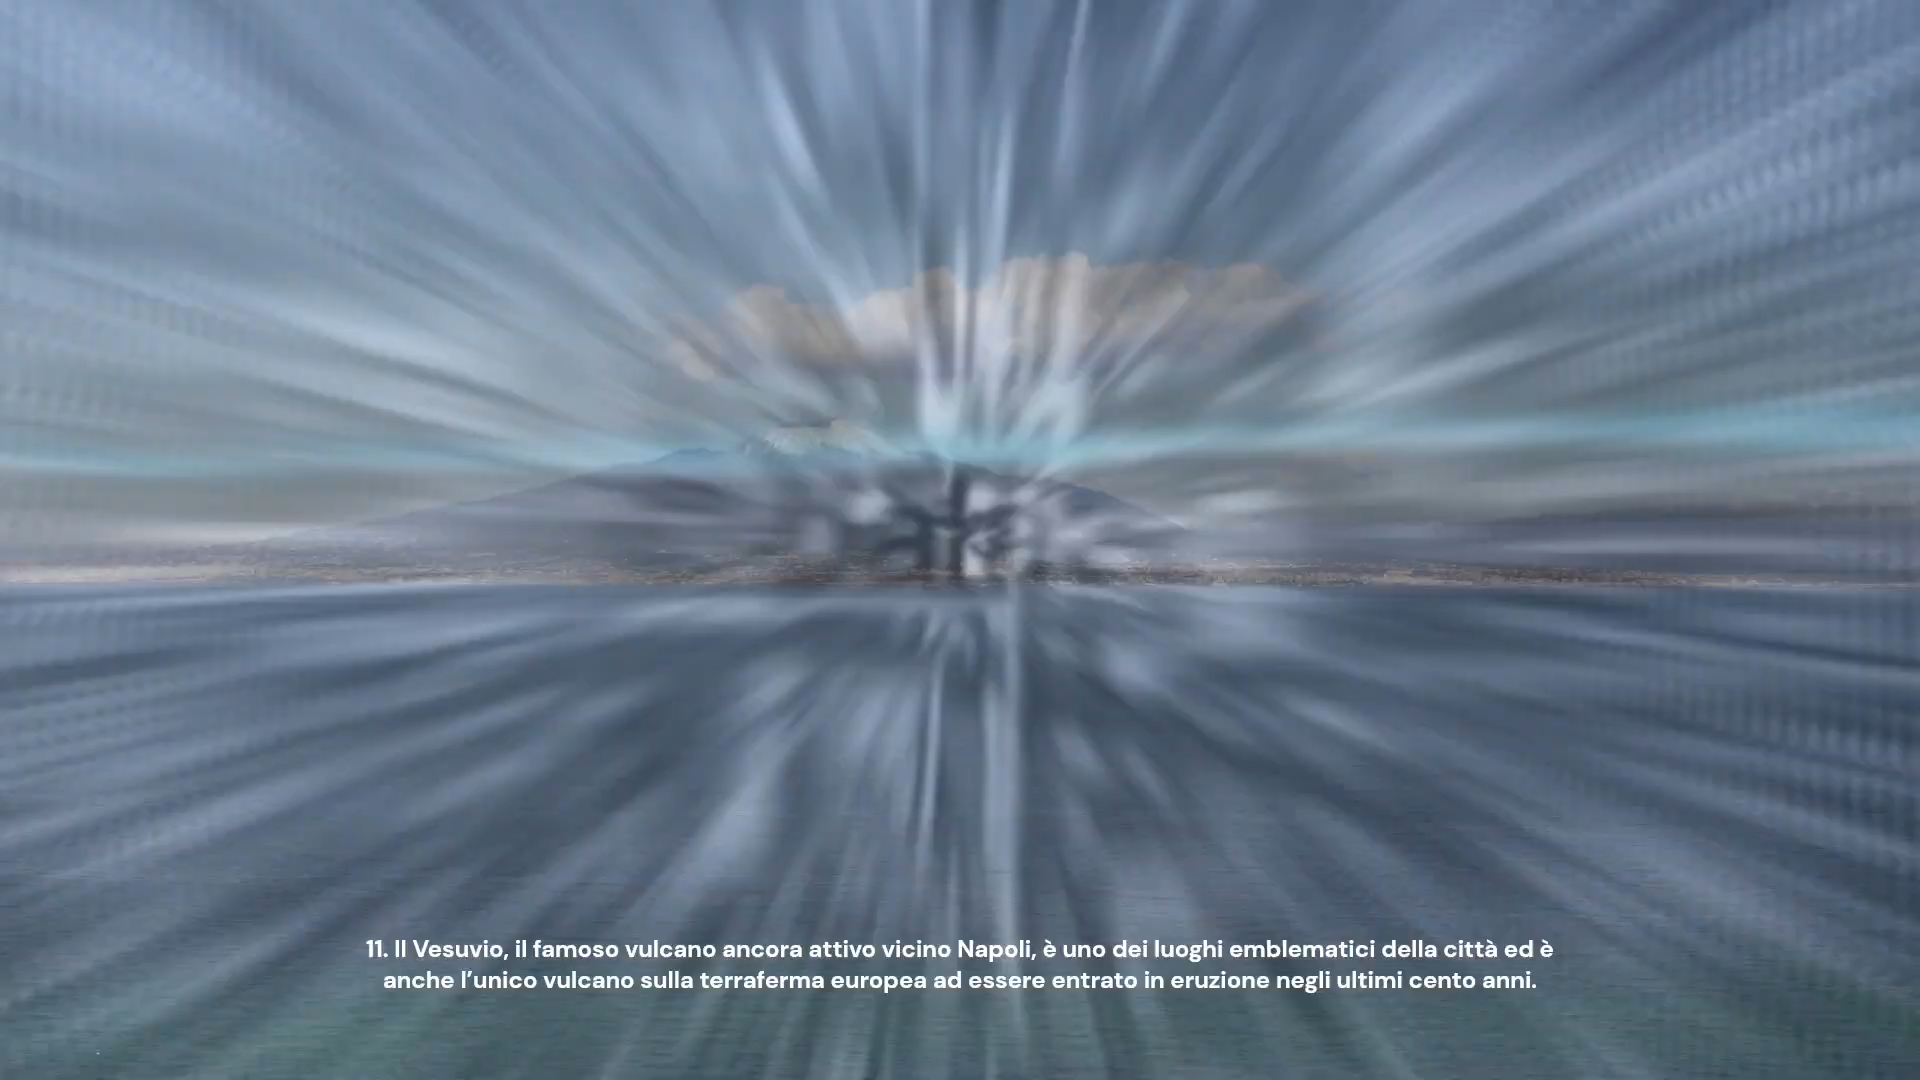 11. Il Vesuvio, il famoso vulcano ancora attivo vicino Napoli, è uno dei luoghi emblematici della città ed è
anche l’unico vulcano sulla terraferma europea ad essere entrato in eruzione negli ultimi cento anni.